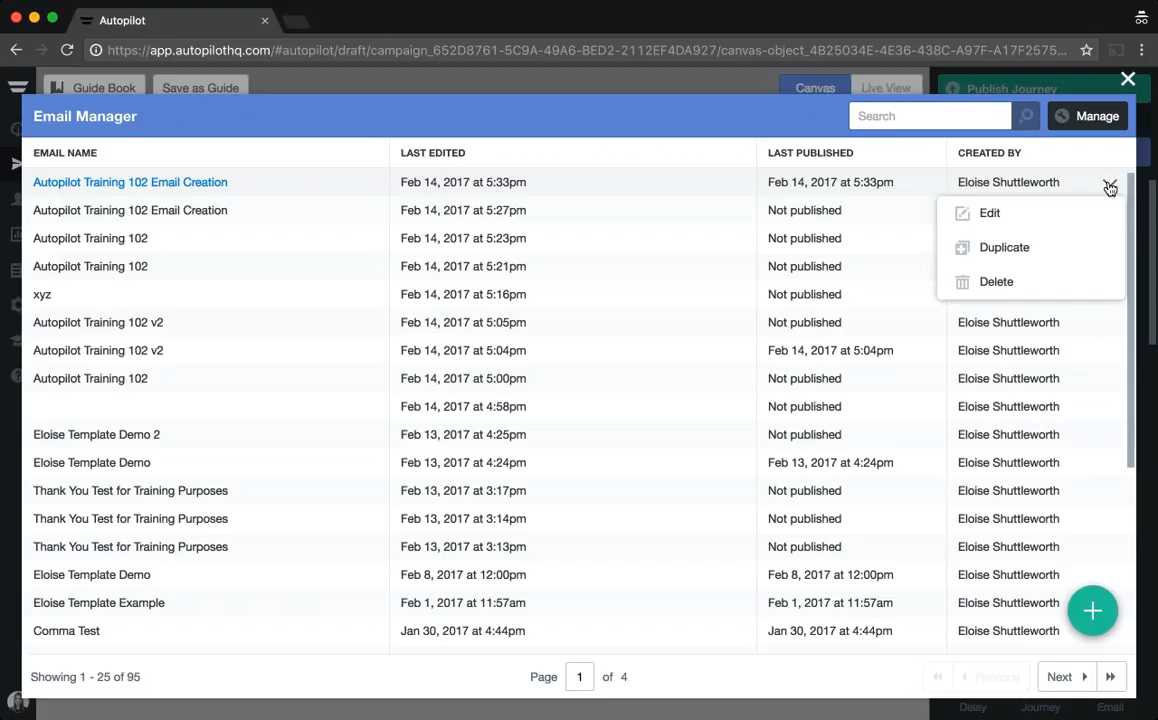 Autopilot
https://app.autopilothq.com/#autopilot/draft/campaign_652D8761-5C9A-49A6-BED2-2112EF4DA927/canvas-object_4B25034E-4E36-438C-A97F-A17F2575...
Guide Book Save as Guide Canvas Live View Publish Journey
Email Manager Search Manage
EMAIL NAME LAST EDITED LAST PUBLISHED CREATED BY
Autopilot Training 102 Email Creation Feb 14, 2017 at 5:33pm Feb 14, 2017 at 5:33pm Eloise Shuttleworth
Autopilot Training 102 Email Creation Feb 14, 2017 at 5:27pm Not published Edit
Autopilot Training 102 Feb 14, 2017 at 5:23pm Not published Duplicate
Autopilot Training 102 Feb 14, 2017 at 5:21pm Not published Delete
xyz Feb 14, 2017 at 5:16pm Not published
Autopilot Training 102 v2 Feb 14, 2017 at 5:05pm Not published Eloise Shuttleworth
Autopilot Training 102 v2 Feb 14, 2017 at 5:04pm Feb 14, 2017 at 5:04pm Eloise Shuttleworth
Autopilot Training 102 Feb 14, 2017 at 5:00pm Not published Eloise Shuttleworth
Feb 14, 2017 at 4:58pm Not published Eloise Shuttleworth
Eloise Template Demo 2 Feb 13, 2017 at 4:25pm Not published Eloise Shuttleworth
Eloise Template Demo Feb 13, 2017 at 4:24pm Feb 13, 2017 at 4:24pm Eloise Shuttleworth
Thank You Test for Training Purposes Feb 13, 2017 at 3:17pm Not published Eloise Shuttleworth
Thank You Test for Training Purposes Feb 13, 2017 at 3:14pm Not published Eloise Shuttleworth
Thank You Test for Training Purposes Feb 13, 2017 at 3:13pm Not published Eloise Shuttleworth
Eloise Template Demo Feb 8, 2017 at 12:00pm Feb 8, 2017 at 12:00pm Eloise Shuttleworth
Eloise Template Example Feb 1, 2017 at 11:57am Feb 1, 2017 at 11:57am Eloise Shuttleworth
Comma Test Jan 30, 2017 at 4:44pm Jan 30, 2017 at 4:44pm Eloise Shuttleworth
Showing 1 - 25 of 95 Page 1 of 4 Previous Next
Delay Journey Email